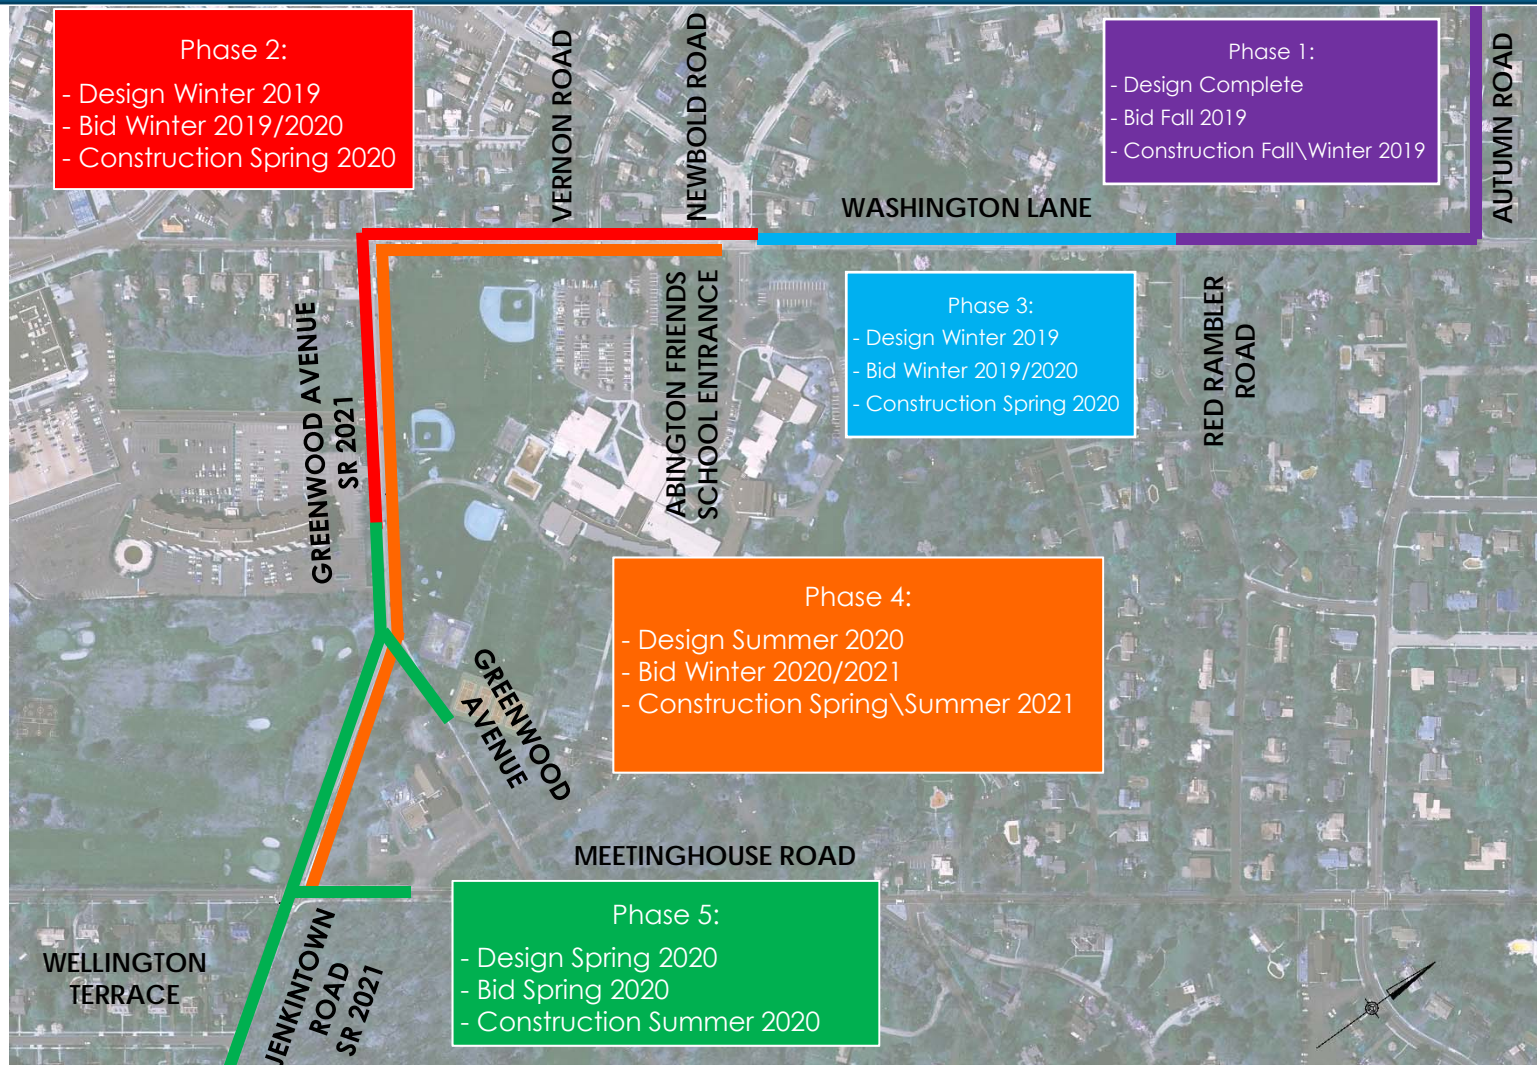 Phase 2:
- Design Winter 2019
- Bid Winter 2019/2020
- Construction Spring 2020
VERNON ROAD
NEWBOLD ROAD
Phase 1:
- Design Complete
- Bid Fall 2019
- Construction Fall\Winter 2019
AUTUMN ROAD
WASHINGTON LANE
GREENWOOD AVENUE
SR 2021
ABINGTON FRIENDS
SCHOOL ENTRANCE
Phase 3:
- Design Winter 2019
- Bid Winter 2019/2020
- Construction Spring 2020
RED RAMBLER
ROAD
Phase 4:
- Design Summer 2020
- Bid Winter 2020/2021
- Construction Spring\Summer 2021
GREENWOOD
AVENUE
MEETINGHOUSE ROAD
Phase 5:
- Design Spring 2020
- Bid Spring 2020
- Construction Summer 2020
WELLINGTON
TERRACE
JENKINTOWN
ROAD
SR 2021